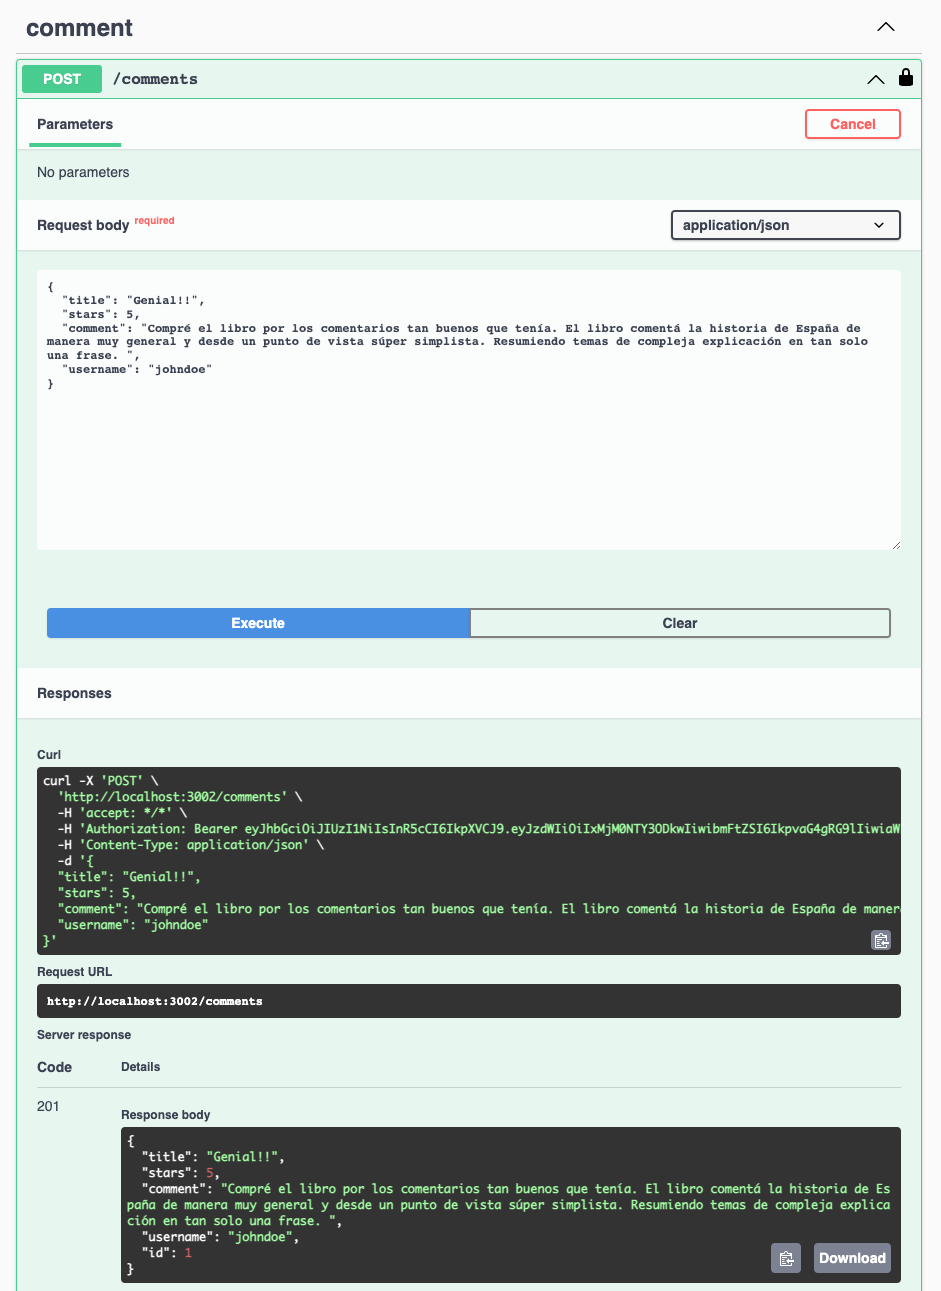 comment
POST /comments
Parameters
Cancel
No parameters
Request body required
application/json
{
"title": "Genial!!",
"stars": 5,
"comment": "Compré el libro por los comentarios tan buenos que tenía. El libro comentá la historia de España de
manera muy general y desde un punto de vista súper simplista. Resumiendo temas de compleja explicación en tan solo
una frase. ",
"username": "johndoe"
}
Execute
Clear
Responses
Curl
curl -X 'POST' \
'http://localhost:3002/comments' \
-H 'accept: */*' \
-H 'Authorization: Bearer eyJhbGciOiJIUzI1NiIsInR5cCI6IkpXVCJ9.eyJzdWIiOiIxMjM0NTY3ODkwIiwibmFtZSI6IkpvaG4gRG9lIiwiaW
-H 'Content-Type: application/json' \
-d '{
"title": "Genial!!",
"stars": 5,
"comment": "Compré el libro por los comentarios tan buenos que tenía. El libro comentá la historia de España de maner
"username": "johndoe"
}'
Request URL
http://localhost:3002/comments
Server response
Code
Details
201
Response body
{
"title": "Genial!!",
"stars": 5,
"comment": "Compré el libro por los comentarios tan buenos que tenía. El libro comentá la historia de Es
paña de manera muy general y desde un punto de vista súper simplista. Resumiendo temas de compleja explica
ción en tan solo una frase. ",
"username": "johndoe",
"id": 1
}
Download